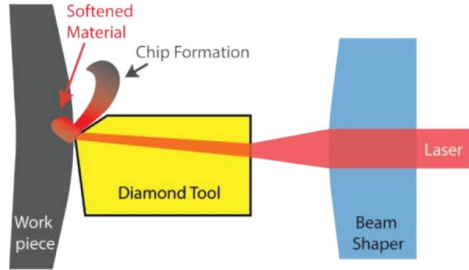 Softened
Material
Chip Formation
Laser
Diamond Tool
Work
piece
Beam
Shaper